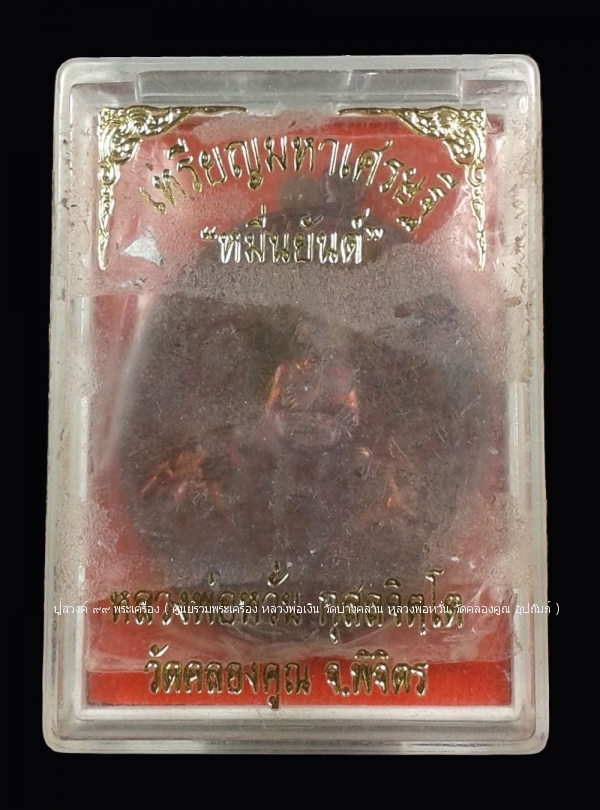 เหรียญมหาเศรษฐี
"หมื่นยันต์"
หลวงพ่อหวั่น กุสลจิตฺโต
ปู่สวงค์ ๙๙ พระเครื่อง ( ศูนย์รวมพระเครื่อง หลวงพ่อเงิน วัดบางคลาน หลวงพ่อหวั่น วัดคลองคูณ อุปถัมภ์ )
วัดคลองคูณ จ.พิจิตร